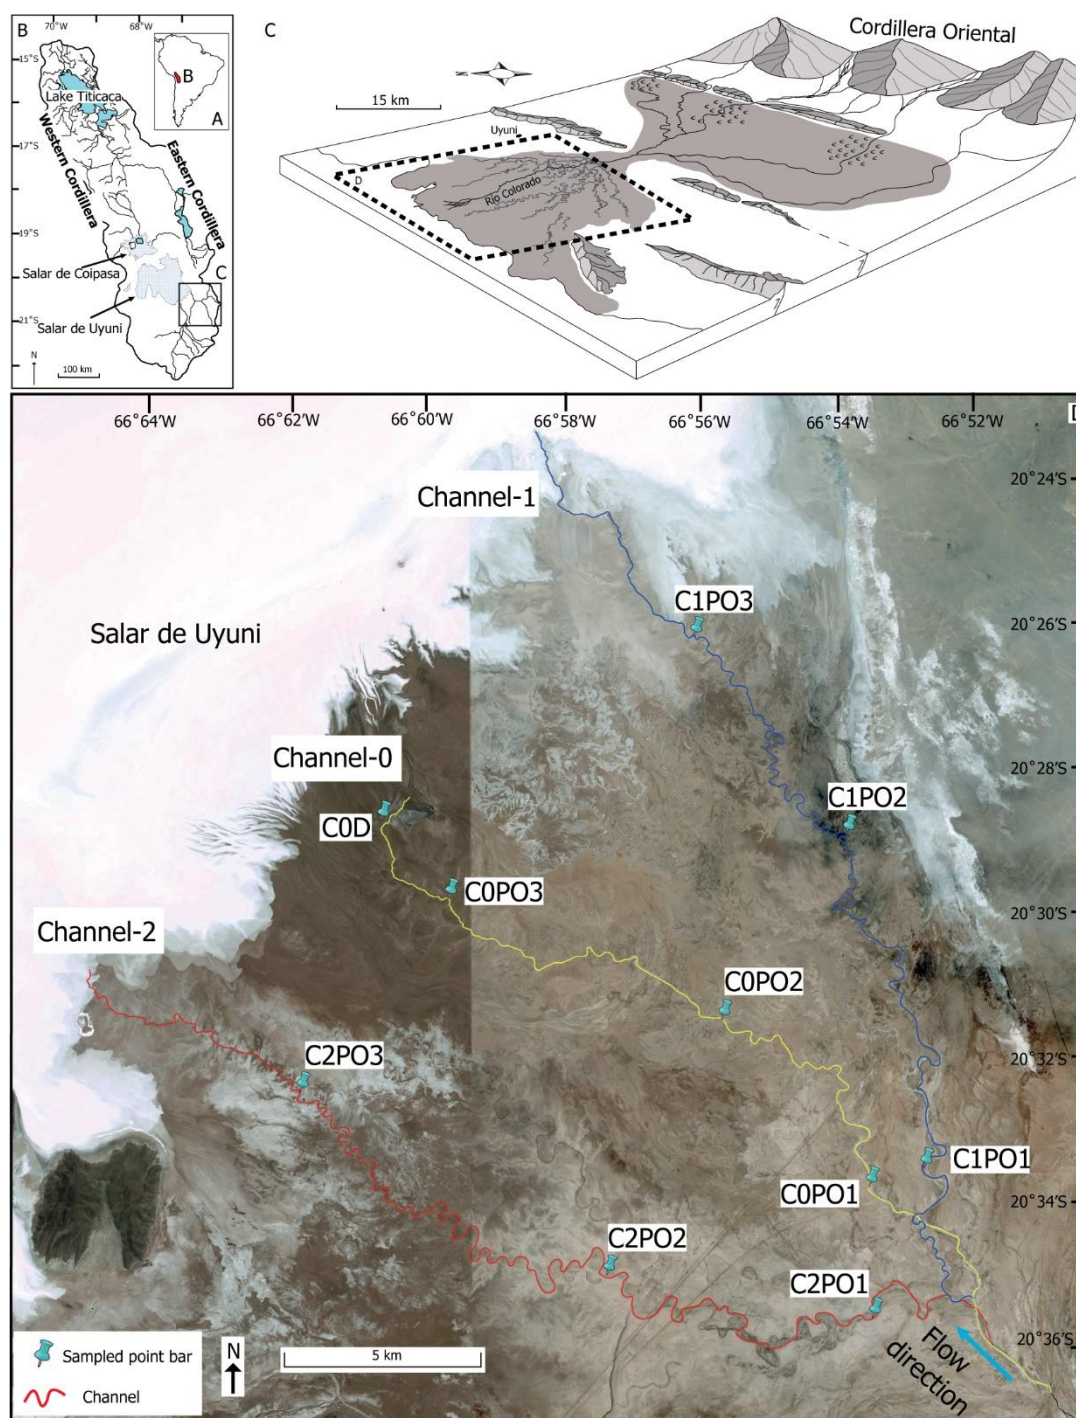 B
70°W
68°W
15°S
17°S
19°S
21°S
Lake Titicaca
Western Cordillera
Eastern Cordillera
B
A
Salar de Coipasa
C
Salar de Uyuni
N
100 km
C
Cordillera Oriental
15 km
Uyuni
D
Rio Colorado
66°64'W
66°62'W
66°60'W
66°58'W
66°56'W
66°54'W
66°52'W
20°24'S
20°26'S
20°28'S
20°30'S
20°32'S
20°34'S
20°36'S
Channel-1
C1PO3
Salar de Uyuni
Channel-0
C1PO2
C0D
C0PO3
Channel-2
C0PO2
C2PO3
C1PO1
C0PO1
C2PO2
C2PO1
Flow
direction
Sampled point bar
Channel
N
5 km